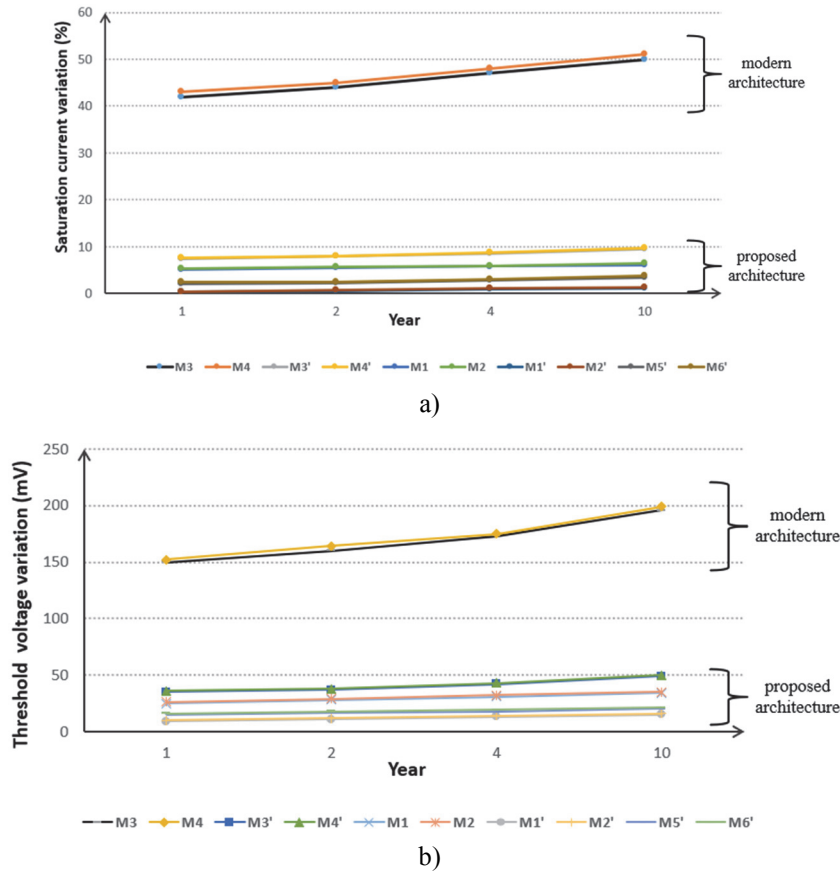 Saturation current variation (%)
60
50
40
30
20
10
0
modern
architecture
proposed
architecture
1 2 4 10
Year
M3 M4 M3' M4' M1 M2 M1' M2' M5' M6'
a)
Threshold voltage variation (mV)
250
200
150
100
50
0
modern
architecture
proposed
architecture
1 2 4 10
Year
M3 M4 M3' M4' M1 M2 M1' M2' M5' M6'
b)